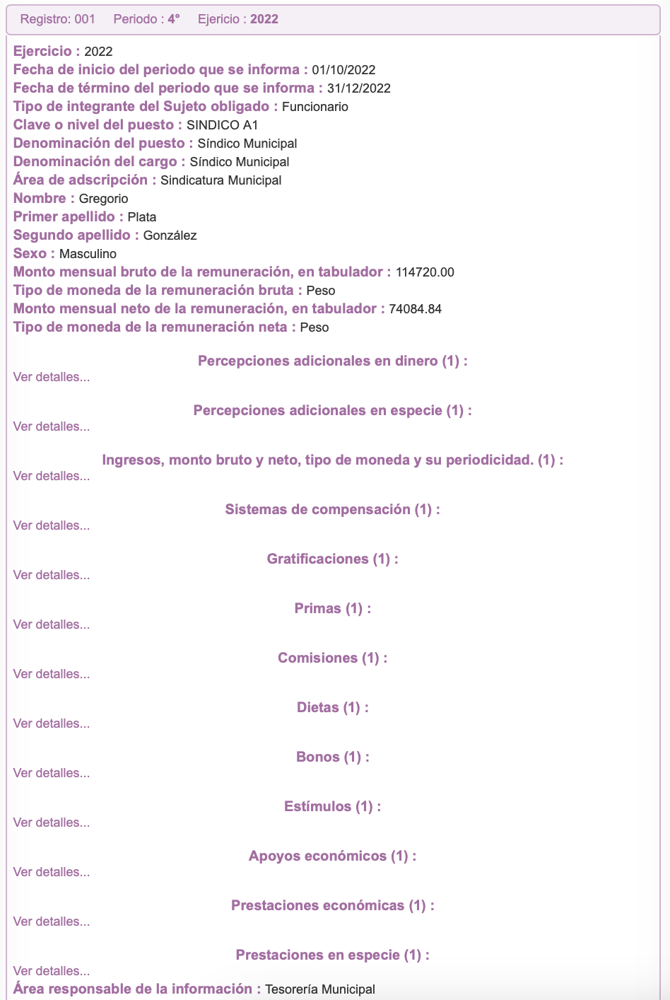 Registro: 001 Periodo : 4° Ejericio : 2022
Ejercicio : 2022
Fecha de inicio del periodo que se informa : 01/10/2022
Fecha de término del periodo que se informa : 31/12/2022
Tipo de integrante del Sujeto obligado : Funcionario
Clave o nivel del puesto : SINDICO A1
Denominación del puesto : Síndico Municipal
Denominación del cargo : Síndico Municipal
Área de adscripción : Sindicatura Municipal
Nombre : Gregorio
Primer apellido : Plata
Segundo apellido : González
Sexo : Masculino
Monto mensual bruto de la remuneración, en tabulador : 114720.00
Tipo de moneda de la remuneración bruta : Peso
Monto mensual neto de la remuneración, en tabulador : 74084.84
Tipo de moneda de la remuneración neta : Peso
Percepciones adicionales en dinero (1) :
Ver detalles...
Percepciones adicionales en especie (1) :
Ver detalles...
Ingresos, monto bruto y neto, tipo de moneda y su periodicidad. (1) :
Ver detalles...
Sistemas de compensación (1) :
Ver detalles...
Gratificaciones (1) :
Ver detalles...
Primas (1) :
Ver detalles...
Comisiones (1) :
Ver detalles...
Dietas (1) :
Ver detalles...
Bonos (1) :
Ver detalles...
Estímulos (1) :
Ver detalles...
Apoyos económicos (1) :
Ver detalles...
Prestaciones económicas (1) :
Ver detalles...
Prestaciones en especie (1) :
Ver detalles...
Área responsable de la información : Tesorería Municipal